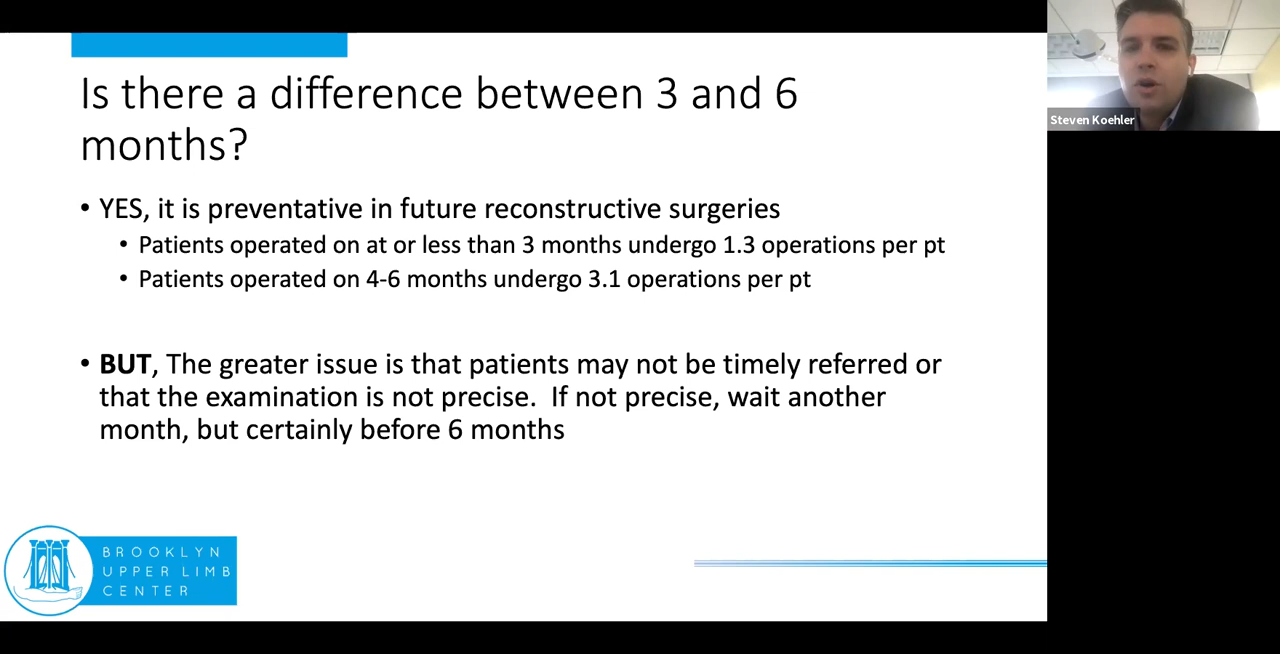 Is there a difference between 3 and 6
months?
Steven Koehler
• YES, it is preventative in future reconstructive surgeries
• Patients operated on at or less than 3 months undergo 1.3 operations per pt
• Patients operated on 4-6 months undergo 3.1 operations per pt
• BUT, The greater issue is that patients may not be timely referred or
that the examination is not precise.  If not precise, wait another
month, but certainly before 6 months
BROOKLYN
UPPER LIMB
CENTER